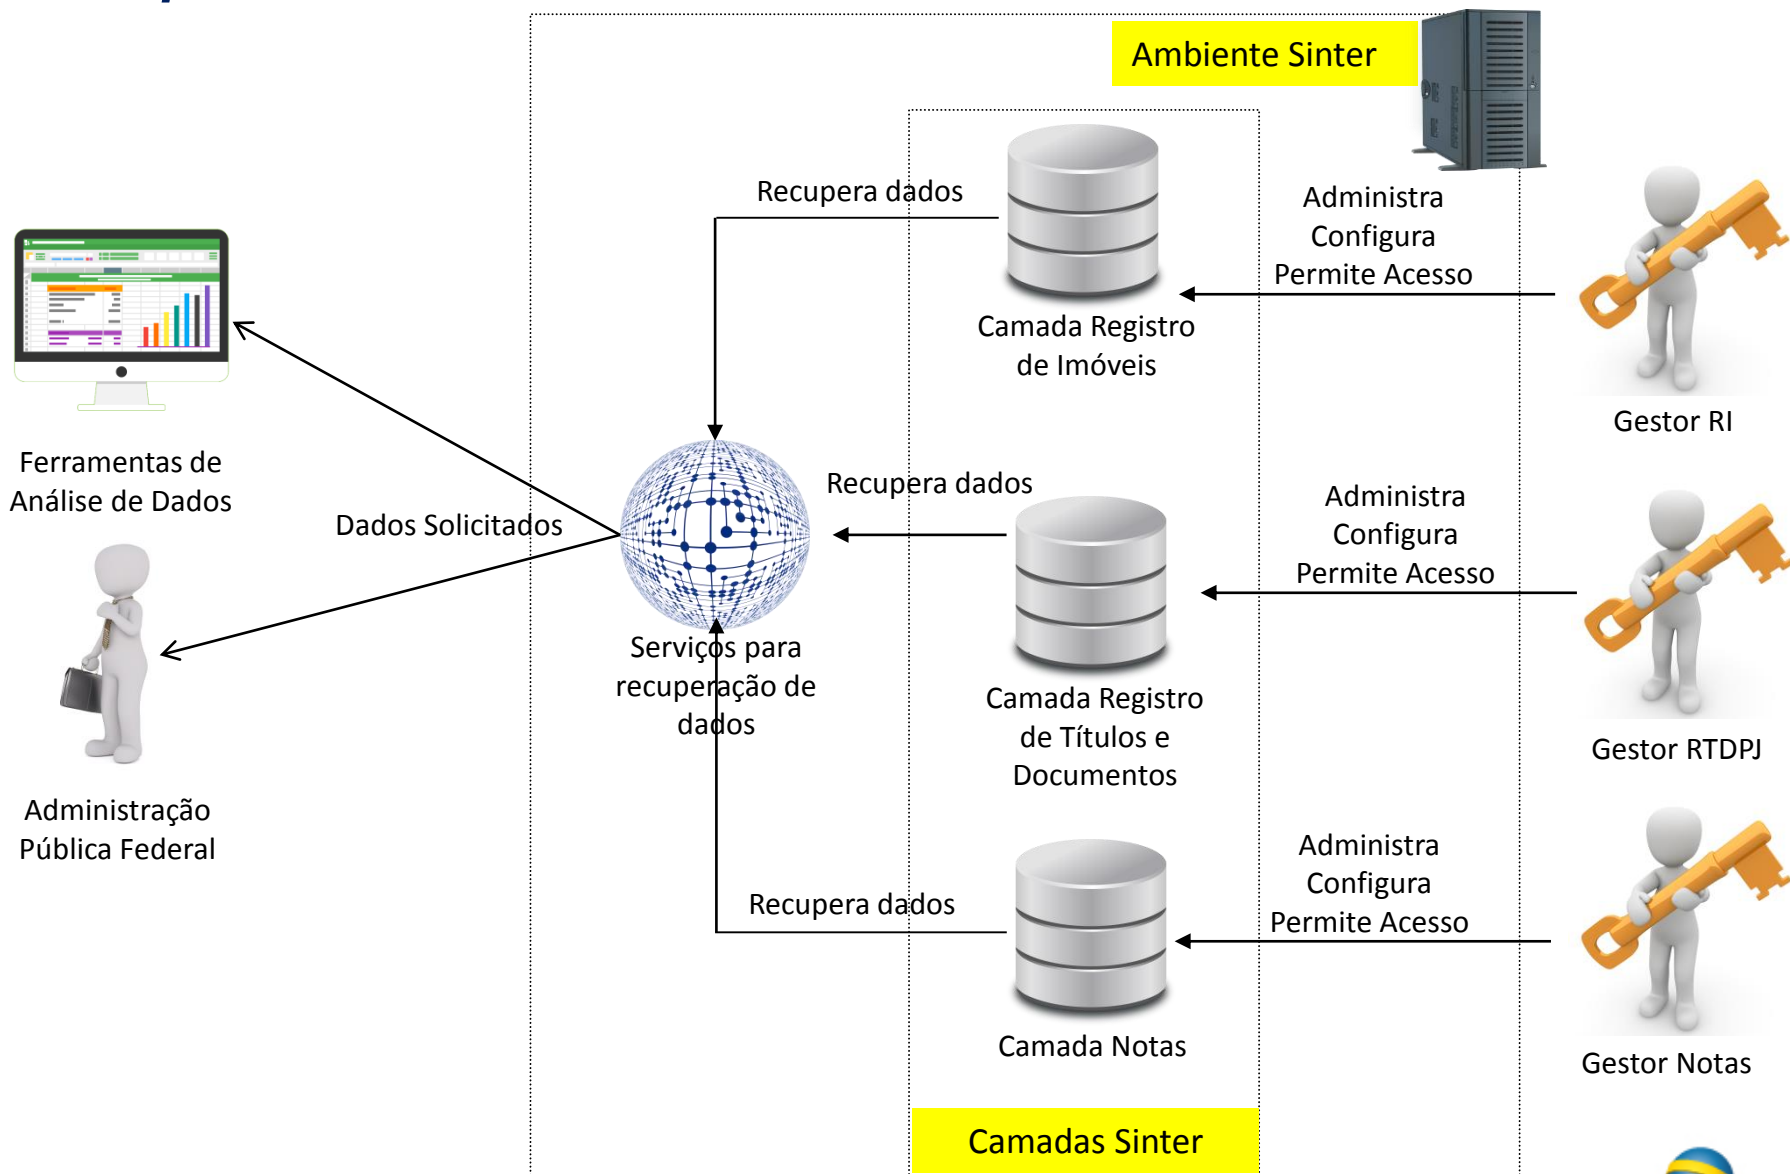 Ambiente Sinter
Recupera dados
Administra
Configura
Permite Acesso
Camada Registro
de Imóveis
Gestor RI
Ferramentas de
Análise de Dados
Dados Solicitados
Recupera dados
Administra
Configura
Permite Acesso
Serviços para
recuperação de
dados
Camada Registro
de Títulos e
Documentos
Gestor RTDPJ
Administração
Pública Federal
Recupera dados
Administra
Configura
Permite Acesso
Camada Notas
Gestor Notas
Camadas Sinter